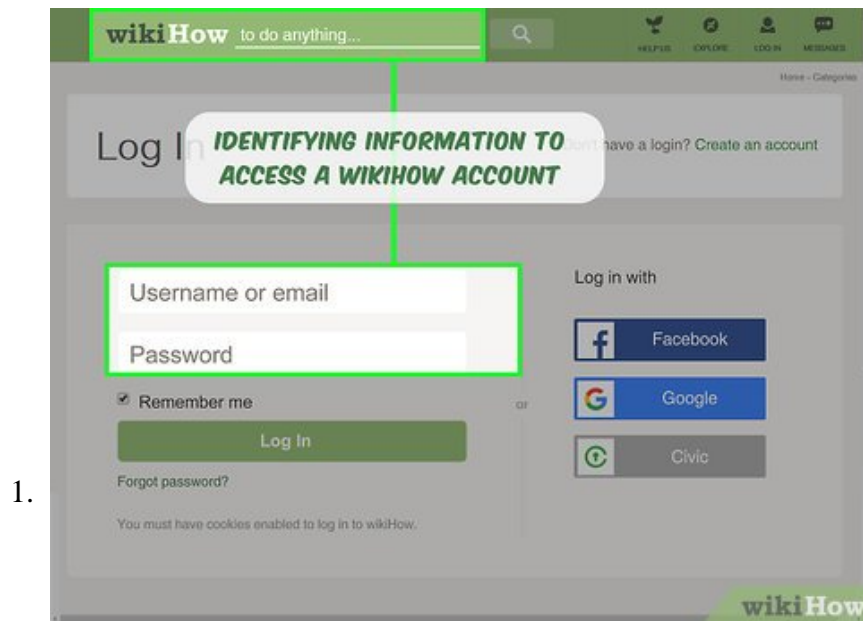 wikiHow to do anything...
HELP US EXPLORE LOG IN MESSAGES
Home - Categories
Log In
IDENTIFYING INFORMATION TO
ACCESS A WIKIHOW ACCOUNT
have a login? Create an account
Username or email
Password
Remember me
Log In
Forgot password?
You must have cookies enabled to log in to wikiHow.
or
Log in with
Facebook
Google
Civic
1.
wikiHow